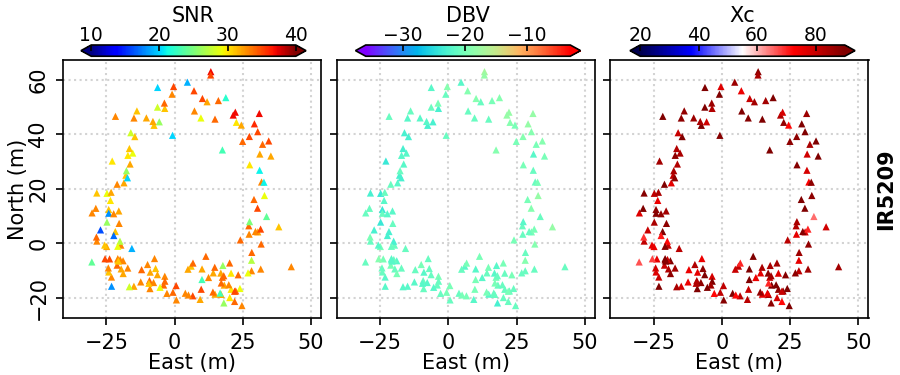 SNR DBV Xc
10 20 30 40 −30 −20 −10 20 40 60 80
60
40
20
0
−20
North (m)
IR5209
−25 0 25 50 −25 0 25 50 −25 0 25 50
East (m) East (m) East (m)